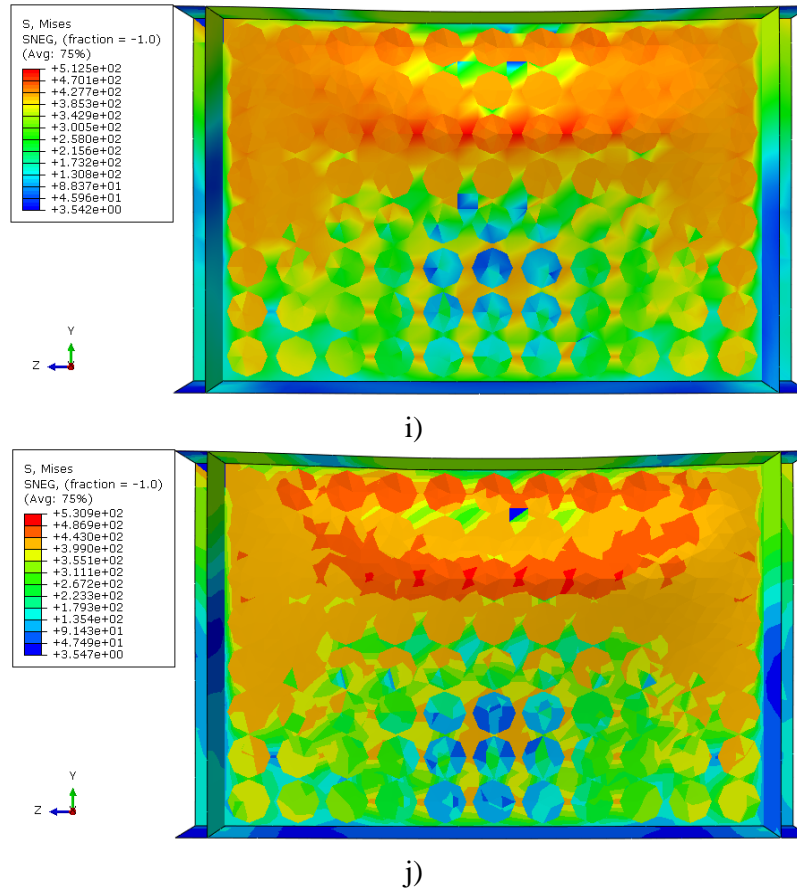 S, Mises
SNEG, (fraction = -1.0)
(Avg: 75%)
+5.125e+02
+4.701e+02
+4.277e+02
+3.853e+02
+3.429e+02
+3.005e+02
+2.580e+02
+2.156e+02
+1.732e+02
+1.308e+02
+8.837e+01
+4.596e+01
+3.542e+00
Y
Z
i)
S, Mises
SNEG, (fraction = -1.0)
(Avg: 75%)
+5.309e+02
+4.869e+02
+4.430e+02
+3.990e+02
+3.551e+02
+3.111e+02
+2.672e+02
+2.233e+02
+1.793e+02
+1.354e+02
+9.143e+01
+4.749e+01
+3.547e+00
Y
Z
j)